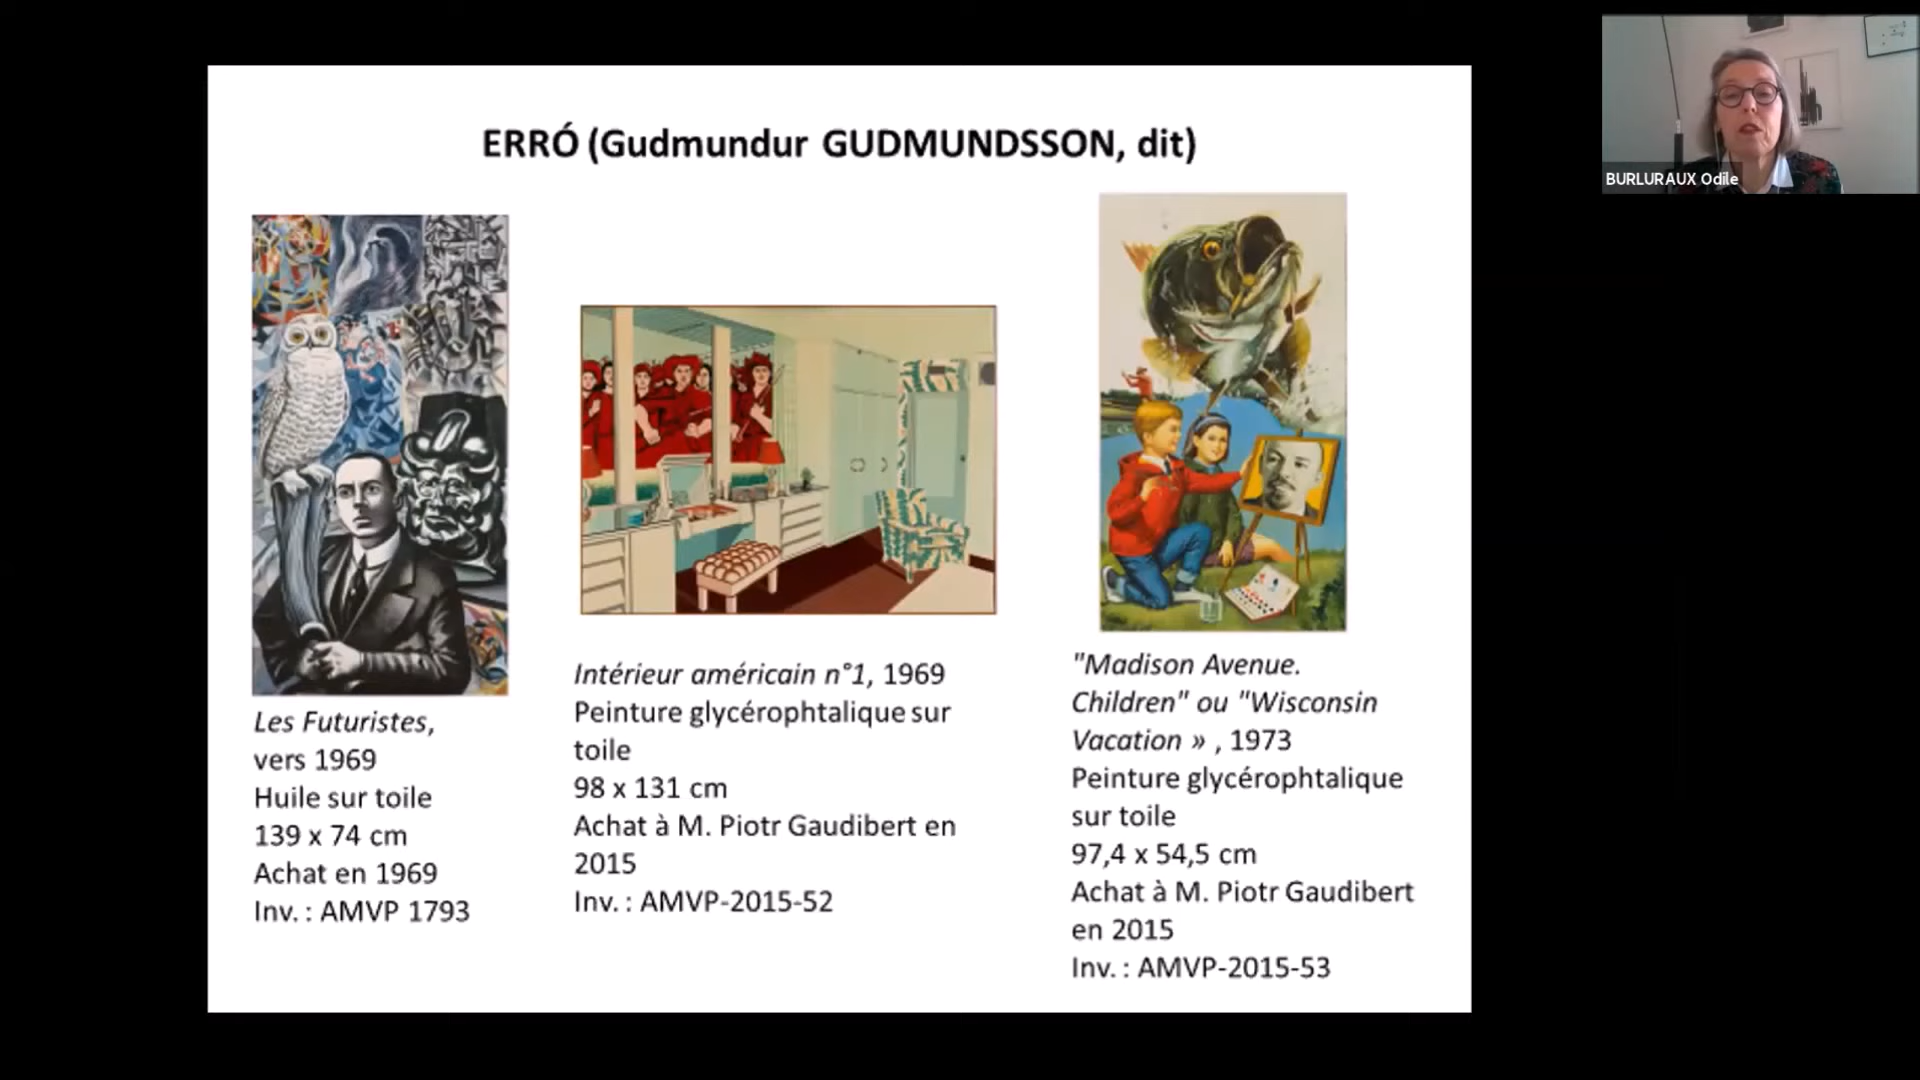 ERRÓ (Gudmundur GUDMUNDSSON, dit)
BURLURAUX Odile
Les Futuristes,
vers 1969
Huile sur toile
139 x 74 cm
Achat en 1969
Inv. : AMVP 1793
Intérieur américain n°1, 1969
Peinture glycérophtalique sur
toile
98 x 131 cm
Achat à M. Piotr Gaudibert en
2015
Inv. : AMVP-2015-52
"Madison Avenue.
Children" ou "Wisconsin
Vacation » , 1973
Peinture glycérophtalique
sur toile
97,4 x 54,5 cm
Achat à M. Piotr Gaudibert
en 2015
Inv. : AMVP-2015-53